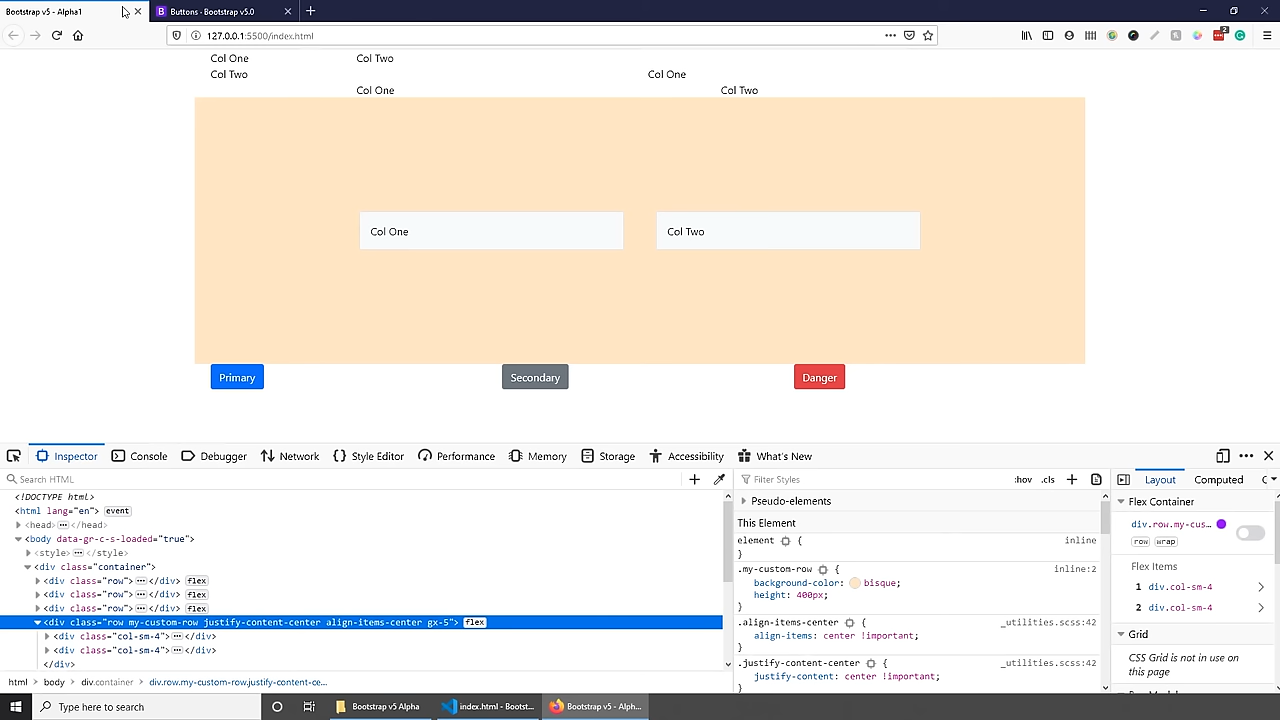 Bootstrap v5 - Alpha1
Buttons - Bootstrap v5.0
127.0.0.1:5500/index.html
2
Col One Col Two
Col Two Col One
Col One Col Two
Col One Col Two
Primary Secondary Danger
Inspector Console Debugger Network Style Editor Performance Memory Storage Accessibility What's New
Search HTML
Filter Styles :hov .cls
Layout Computed C
<!DOCTYPE html>
<html lang="en"> event
<head> ··· </head>
<body data-gr-c-s-loaded="true">
<style> ··· </style>
<div class="container">
<div class="row"> ··· </div> flex
<div class="row"> ··· </div> flex
<div class="row"> ··· </div> flex
<div class="row my-custom-row justify-content-center align-items-center gx-5"> flex
<div class="col-sm-4"> ··· </div>
<div class="col-sm-4"> ··· </div>
</div>
html body div.container div.row.my-custom-row.justify-content-ce...
Pseudo-elements
This Element
element { inline
}
.my-custom-row { inline:2
background-color: bisque;
height: 400px;
}
.align-items-center { _utilities.scss:42
align-items: center !important;
}
.justify-content-center { _utilities.scss:42
justify-content: center !important;
}
Flex Container
div.row.my-cus...
row wrap
Flex Items
1 div.col-sm-4
2 div.col-sm-4
Grid
CSS Grid is not in use on
this page
Type here to search
Bootstrap v5 Alpha
index.html - Bootst...
Bootstrap v5 - Alph...